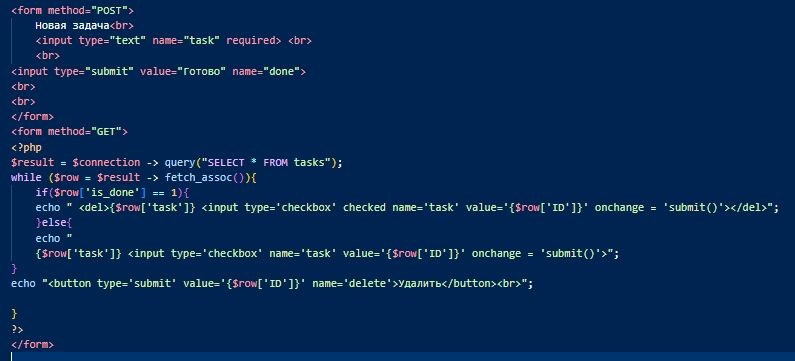 <form method="POST">
Новая задача<br>
<input type="text" name="task" required> <br>
<br>
<input type="submit" value="Готово" name="done">
<br>
<br>
</form>
<form method="GET">
<?php
$result = $connection -> query("SELECT * FROM tasks");
while ($row = $result -> fetch_assoc()){
if($row['is_done'] == 1){
echo " <del>{$row['task']} <input type='checkbox' checked name='task' value='{$row['ID']}' onchange = 'submit()'></del>";
}else{
echo "
{$row['task']} <input type='checkbox' name='task' value='{$row['ID']}' onchange = 'submit()'>";
}
echo "<button type='submit' value='{$row['ID']}' name='delete'>Удалить</button><br>";
}
?>
</form>